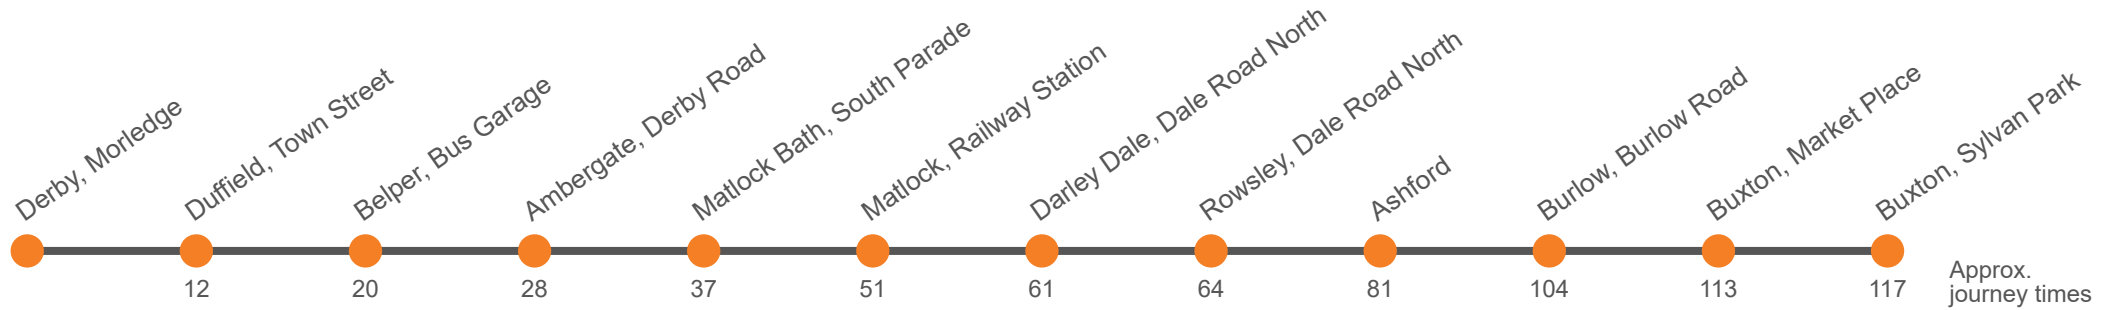 Derby, Morledge
Duffield, Town Street
Belper, Bus Garage
Ambergate, Derby Road
Matlock Bath, South Parade
Matlock, Railway Station
Darley Dale, Dale Road North
Rowsley, Dale Road North
Ashford
Burlow, Burlow Road
Buxton, Market Place
Buxton, Sylvan Park
12 20 28 37 51 61 64 81 104 113 117
Approx.
journey times